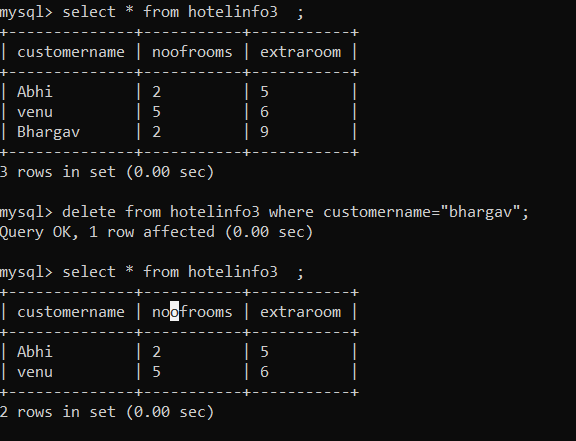 mysql> select * from hotelinfo3  ;
+--------------+-----------+-----------+
| customername | noofrooms | extraroom |
+--------------+-----------+-----------+
| Abhi         | 2         | 5         |
| venu         | 5         | 6         |
| Bhargav      | 2         | 9         |
+--------------+-----------+-----------+
3 rows in set (0.00 sec)

mysql> delete from hotelinfo3 where customername="bhargav";
Query OK, 1 row affected (0.00 sec)

mysql> select * from hotelinfo3  ;
+--------------+-----------+-----------+
| customername | noofrooms | extraroom |
+--------------+-----------+-----------+
| Abhi         | 2         | 5         |
| venu         | 5         | 6         |
+--------------+-----------+-----------+
2 rows in set (0.00 sec)